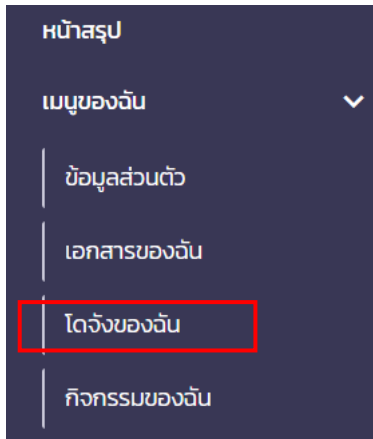 หน้าสรุป
เมนูของฉัน
ข้อมูลส่วนตัว
เอกสารของฉัน
โดจังของฉัน
กิจกรรมของฉัน